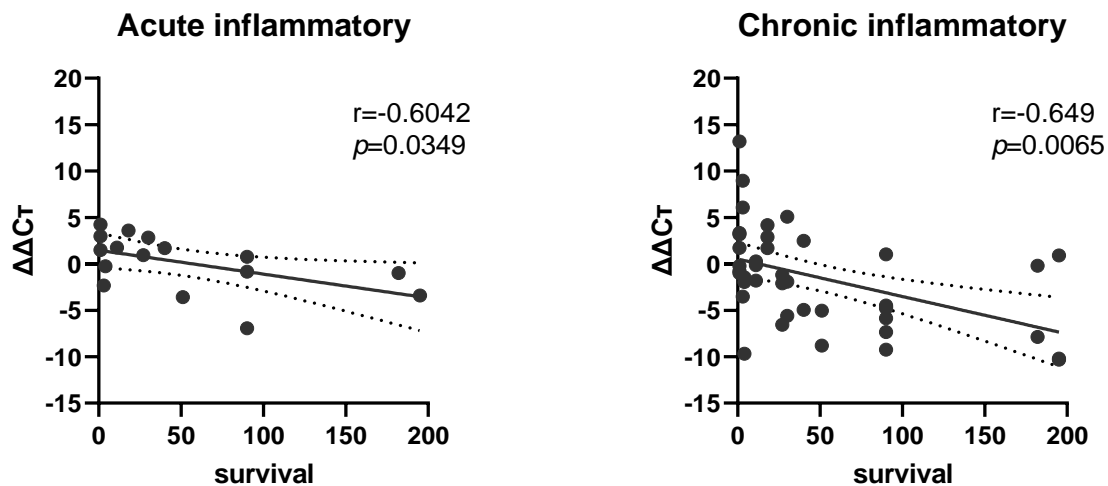 Acute inflammatory
r=-0.6042
p=0.0349
20
15
10
5
0
-5
-10
-15
ΔΔCт
0 50 100 150 200
survival
Chronic inflammatory
r=-0.649
p=0.0065
20
15
10
5
0
-5
-10
-15
ΔΔCт
0 50 100 150 200
survival